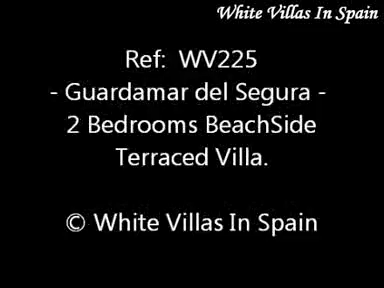 White Villas In Spain
Ref:  WV225
- Guardamar del Segura -
2 Bedrooms BeachSide
Terraced Villa.
© White Villas In Spain